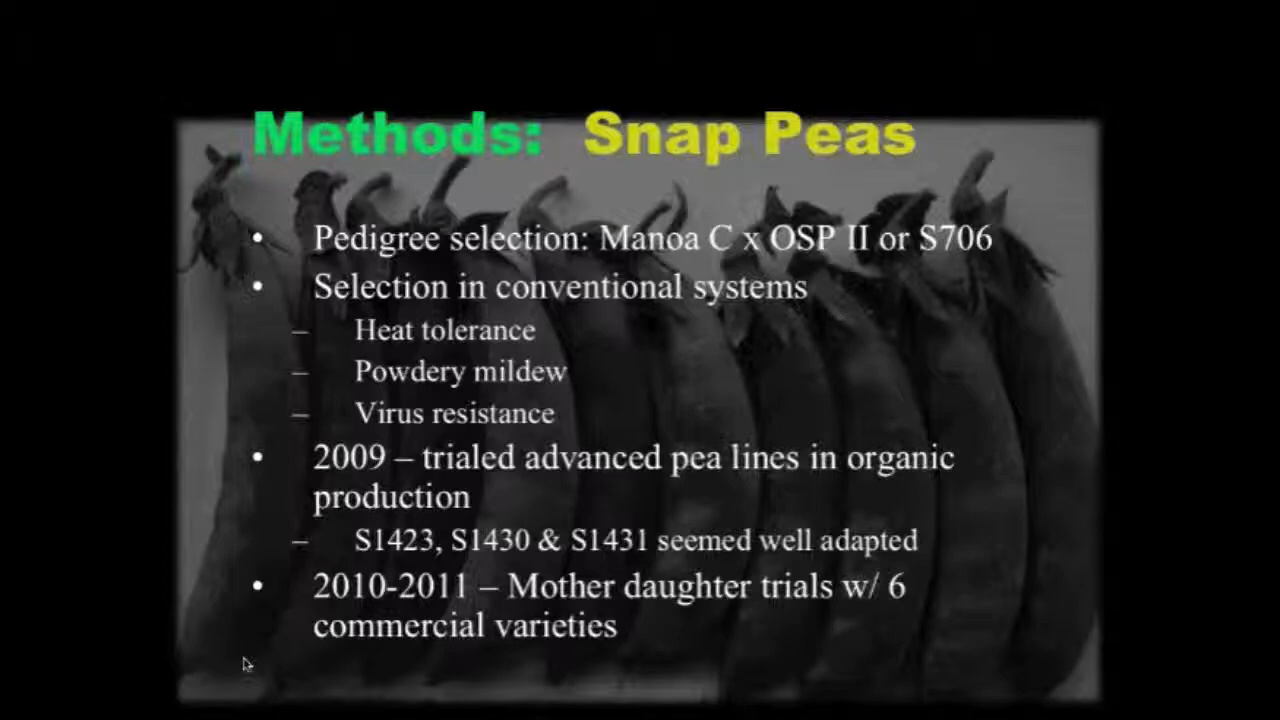 Methods: Snap Peas
• Pedigree selection: Manoa C x OSP II or S706
• Selection in conventional systems
– Heat tolerance
– Powdery mildew
– Virus resistance
• 2009 – trialed advanced pea lines in organic
production
– S1423, S1430 & S1431 seemed well adapted
• 2010-2011 – Mother daughter trials w/ 6
commercial varieties